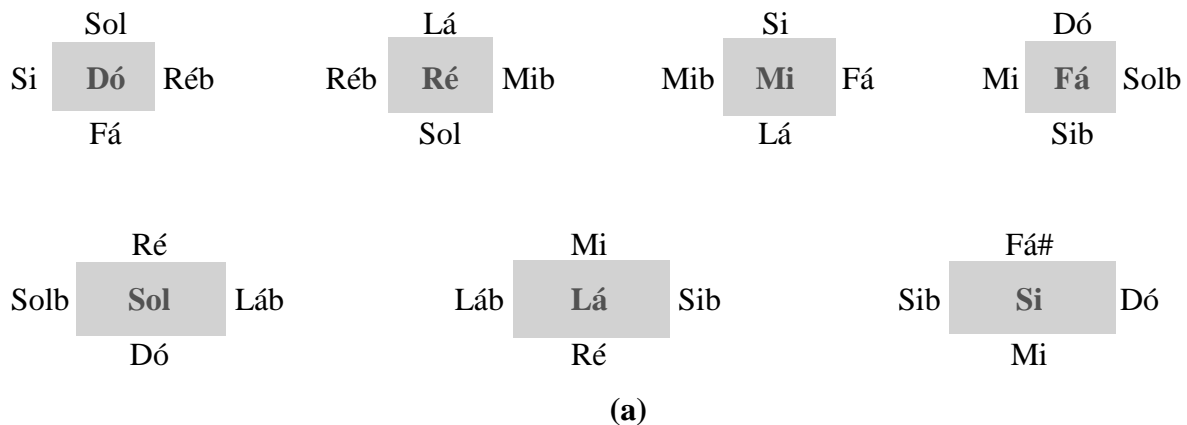 Sol Lá Si Dó
Si Dó Réb Réb Ré Mib Mib Mi Fá Mi Fá Solb
Fá Sol Lá Sib
Ré Mi Fá#
Solb Sol Láb Láb Lá Sib Sib Si Dó
Dó Ré Mi
(a)